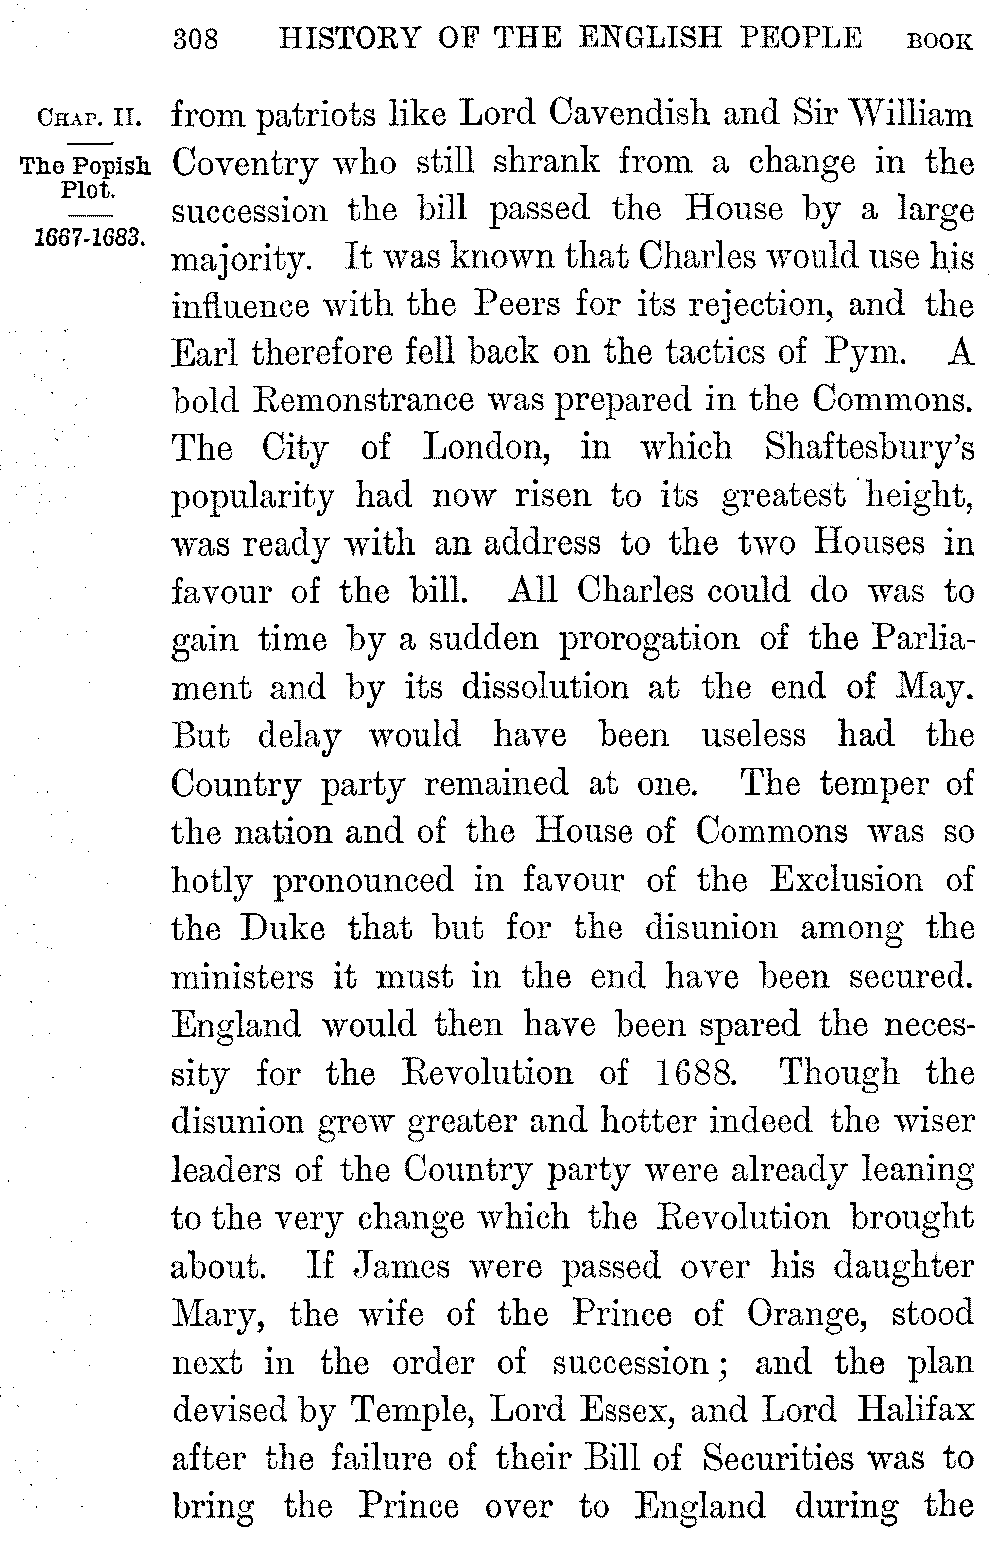 308 HISTORY OF THE ENGLISH PEOPLE BOOK
CHAP. II.
The Popish
Plot.
1667-1683.
from patriots like Lord Cavendish and Sir William
Coventry who still shrank from a change in the
succession the bill passed the House by a large
majority. It was known that Charles would use his
influence with the Peers for its rejection, and the
Earl therefore fell back on the tactics of Pym. A
bold Remonstrance was prepared in the Commons.
The City of London, in which Shaftesbury's
popularity had now risen to its greatest height,
was ready with an address to the two Houses in
favour of the bill. All Charles could do was to
gain time by a sudden prorogation of the Parlia-
ment and by its dissolution at the end of May.
But delay would have been useless had the
Country party remained at one. The temper of
the nation and of the House of Commons was so
hotly pronounced in favour of the Exclusion of
the Duke that but for the disunion among the
ministers it must in the end have been secured.
England would then have been spared the neces-
sity for the Revolution of 1688. Though the
disunion grew greater and hotter indeed the wiser
leaders of the Country party were already leaning
to the very change which the Revolution brought
about. If James were passed over his daughter
Mary, the wife of the Prince of Orange, stood
next in the order of succession; and the plan
devised by Temple, Lord Essex, and Lord Halifax
after the failure of their Bill of Securities was to
bring the Prince over to England during the